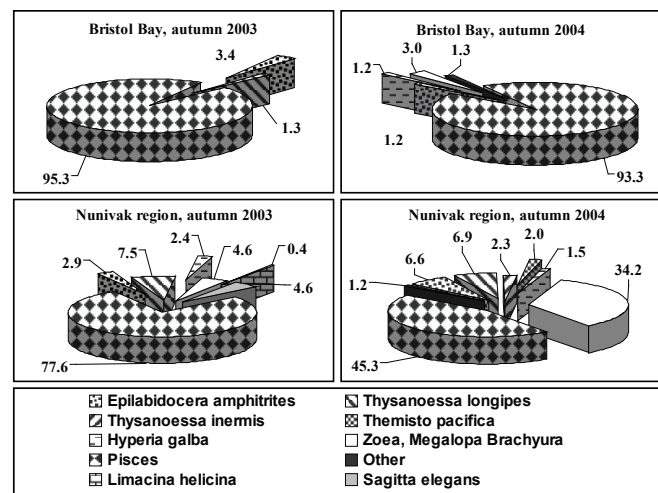 Bristol Bay, autumn 2003
3.4
1.3
95.3
Bristol Bay, autumn 2004
1.2
3.0
1.3
1.2
93.3
Nunivak region, autumn 2003
2.9
7.5
2.4
4.6
0.4
4.6
77.6
Nunivak region, autumn 2004
1.2
6.6
6.9
2.3
2.0
1.5
34.2
45.3
Epilabidocera amphitrites
Thysanoessa longipes
Thysanoessa inermis
Themisto pacifica
Hyperia galba
Zoea, Megalopa Brachyura
Pisces
Other
Limacina helicina
Sagitta elegans